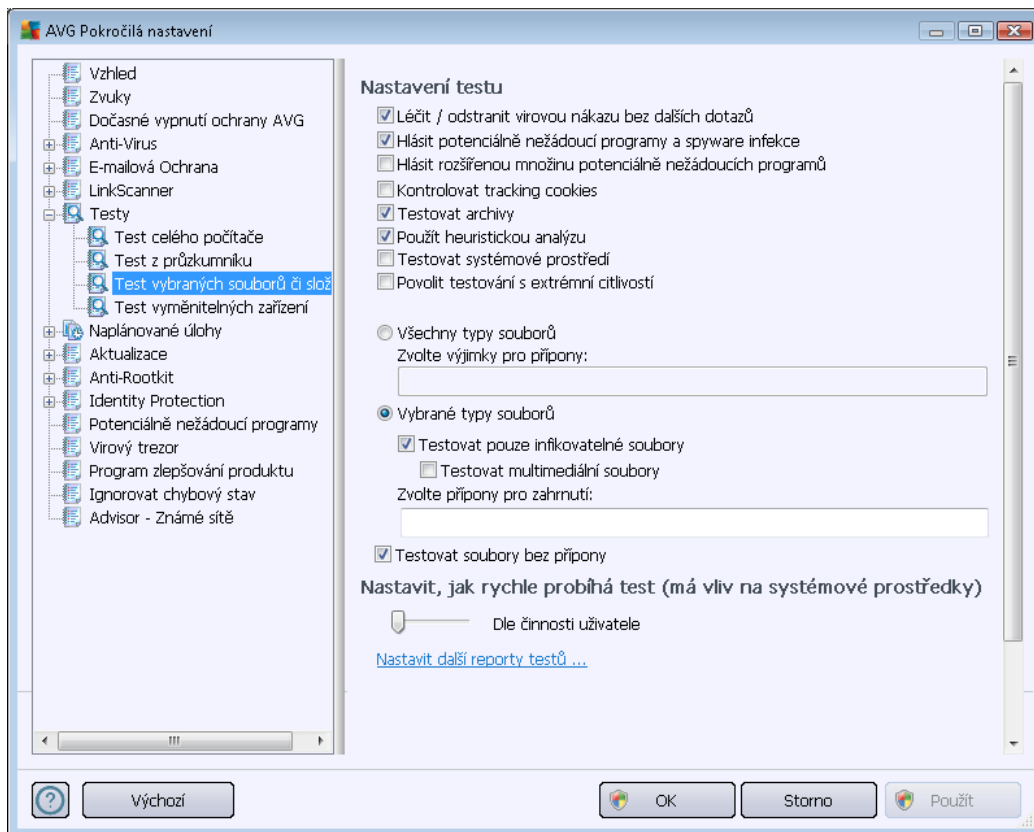 AVG Pokročilá nastavení
Vzhled
Zvuky
Dočasné vypnutí ochrany AVG
Anti-Virus
E-mailová Ochrana
LinkScanner
Testy
Test celého počítače
Test z průzkumníku
Test vybraných souborů či slož
Test vyměnitelných zařízení
Naplánované úlohy
Aktualizace
Anti-Rootkit
Identity Protection
Potenciálně nežádoucí programy
Virový trezor
Program zlepšování produktu
Ignorovat chybový stav
Advisor - Známé sítě
Nastavení testu
Léčit / odstranit virovou nákazu bez dalších dotazů
Hlásit potenciálně nežádoucí programy a spyware infekce
Hlásit rozšířenou množinu potenciálně nežádoucích programů
Kontrolovat tracking cookies
Testovat archivy
Použít heuristickou analýzu
Testovat systémové prostředí
Povolit testování s extrémní citlivostí
Všechny typy souborů
Zvolte výjimky pro přípony:
Vybrané typy souborů
Testovat pouze infikovatelné soubory
Testovat multimediální soubory
Zvolte přípony pro zahrnutí:
Testovat soubory bez přípony
Nastavit, jak rychle probíhá test (má vliv na systémové prostředky)
Dle činnosti uživatele
Nastavit další reporty testů ...
Výchozí
OK
Storno
Použít